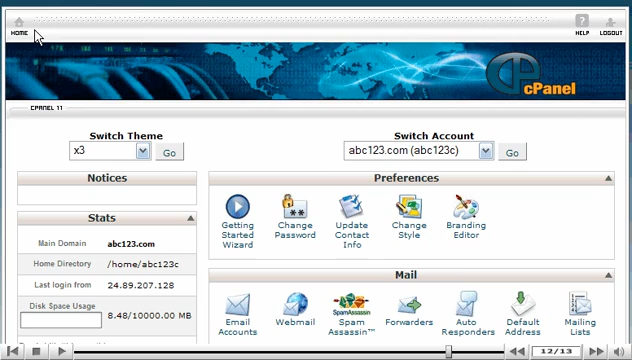 HOME
HELP
LOGOUT
cPanel
CPANEL 11
Switch Theme
x3
Go
Switch Account
abc123.com (abc123c)
Go
Notices
Stats
Main Domain abc123.com
Home Directory /home/abc123c
Last login from 24.89.207.128
Disk Space Usage
8.48/10000.00 MB
Preferences
Getting Started Wizard
Change Password
Update Contact Info
Change Style
Branding Editor
Mail
Email Accounts
Webmail
SpamAssassin
Spam Assassin™
Forwarders
Auto Responders
Default Address
Mailing Lists
12/13